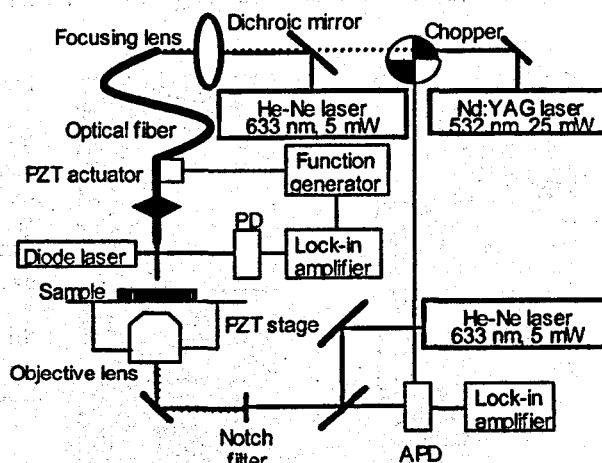 Focusing lens
Dichroic mirror
Chopper
He-Ne laser
633 nm, 5 mW
Nd:YAG laser
532 nm, 25 mW
Optical fiber
PZT actuator
Function
generator
PD
Diode laser
Lock-in
amplifier
Sample
PZT stage
He-Ne laser
633 nm, 5 mW
Objective lens
Notch
filter
APD
Lock-in
amplifier